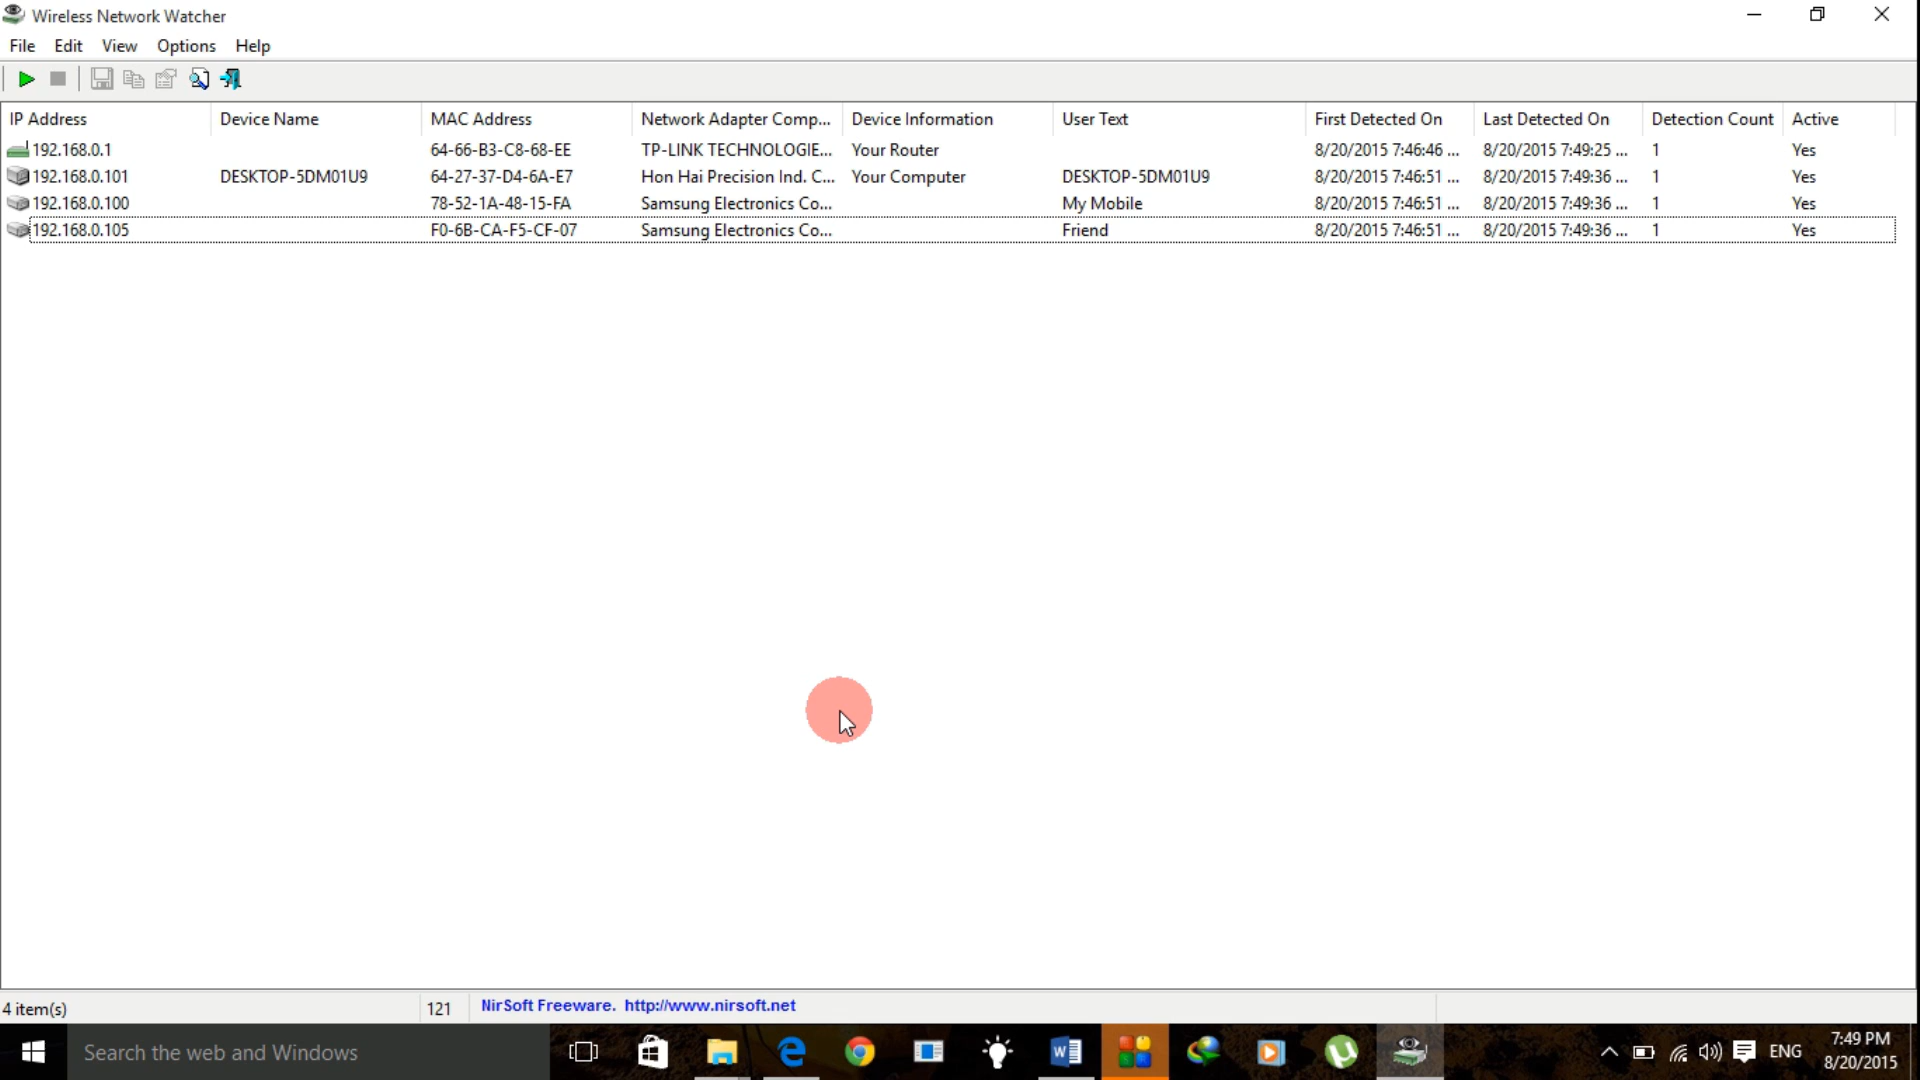 Wireless Network Watcher
File Edit View Options Help
IP Address Device Name MAC Address Network Adapter Comp... Device Information User Text First Detected On Last Detected On Detection Count Active
192.168.0.1 64-66-B3-C8-68-EE TP-LINK TECHNOLOGIE... Your Router 8/20/2015 7:46:46 ... 8/20/2015 7:49:25 ... 1 Yes
192.168.0.101 DESKTOP-5DM01U9 64-27-37-D4-6A-E7 Hon Hai Precision Ind. C... Your Computer DESKTOP-5DM01U9 8/20/2015 7:46:51 ... 8/20/2015 7:49:36 ... 1 Yes
192.168.0.100 78-52-1A-48-15-FA Samsung Electronics Co... My Mobile 8/20/2015 7:46:51 ... 8/20/2015 7:49:36 ... 1 Yes
192.168.0.105 F0-6B-CA-F5-CF-07 Samsung Electronics Co... Friend 8/20/2015 7:46:51 ... 8/20/2015 7:49:36 ... 1 Yes
4 item(s) 121 NirSoft Freeware. http://www.nirsoft.net
Search the web and Windows ENG 7:49 PM
8/20/2015